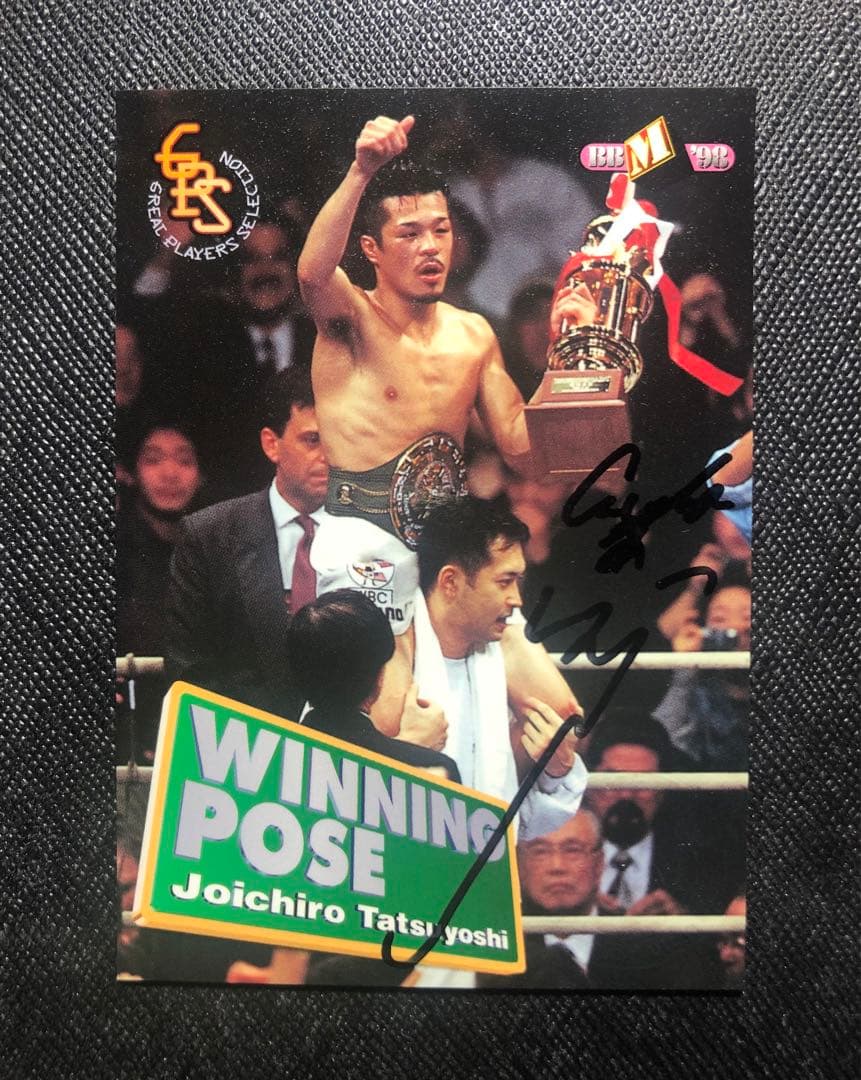 GPS
GREAT PLAYERS SELECTION
BBM '98
WBC
WINNING
POSE
Joichiro Tatsuyoshi